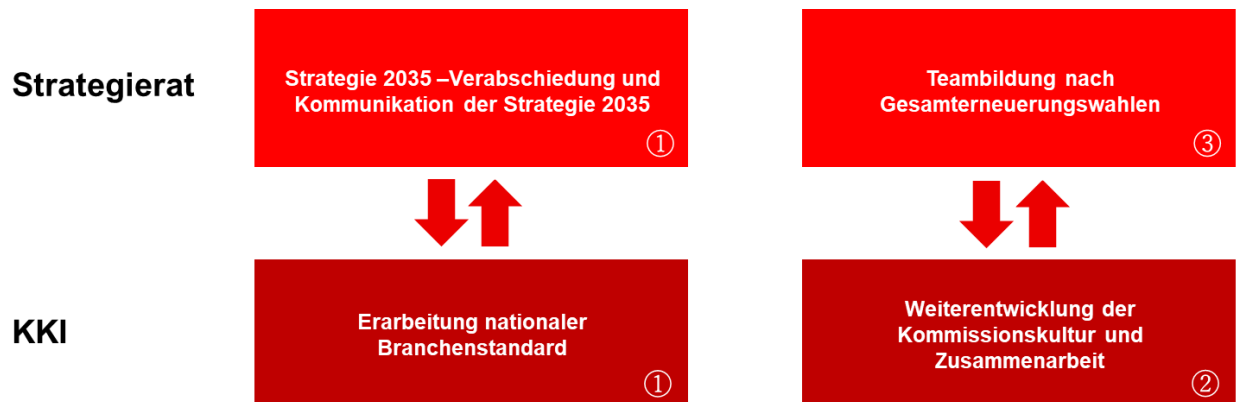 Strategierat
Strategie 2035 –Verabschiedung und
Kommunikation der Strategie 2035
①
Teambildung nach
Gesamterneuerungswahlen
③
KKI
Erarbeitung nationaler
Branchenstandard
①
Weiterentwicklung der
Kommissionskultur und
Zusammenarbeit
②